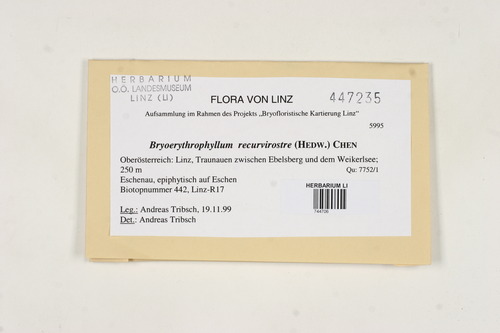 HERBARIUM
O.Ö. LANDESMUSEUM
LINZ (LI)
FLORA VON LINZ
447235
Aufsammlung im Rahmen des Projekts „Bryofloristische Kartierung Linz"
5995
Bryoerythrophyllum recurvirostre (HEDW.) CHEN
Oberösterreich: Linz, Traunauen zwischen Ebelsberg und dem Weikerlsee;
250 m
Qu: 7752/1
Eschenau, epiphytisch auf Eschen
Biotopnummer 442, Linz-R17
HERBARIUM LI
744706
Leg.: Andreas Tribsch, 19.11.99
Det.: Andreas Tribsch